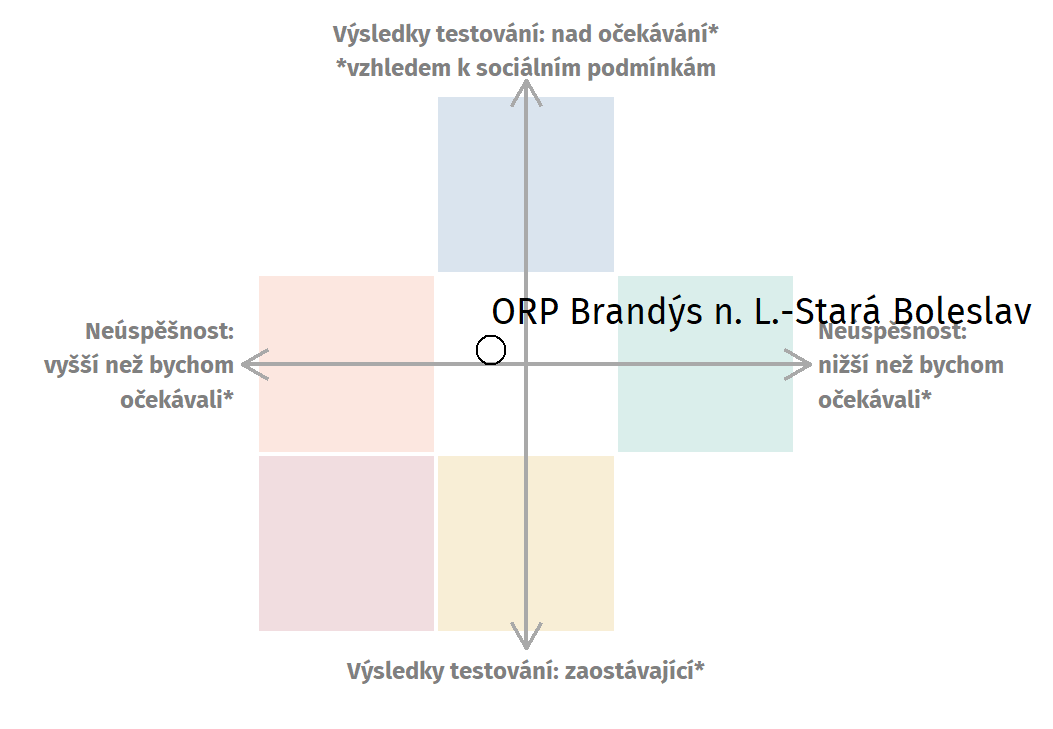 Výsledky testování: nad očekávání*
*vzhledem k sociálním podmínkám
ORP Brandýs n. L.-Stará Boleslav
Neúspěšnost:
vyšší než bychom
očekávali*
Neúspěšnost:
nižší než bychom
očekávali*
Výsledky testování: zaostávající*